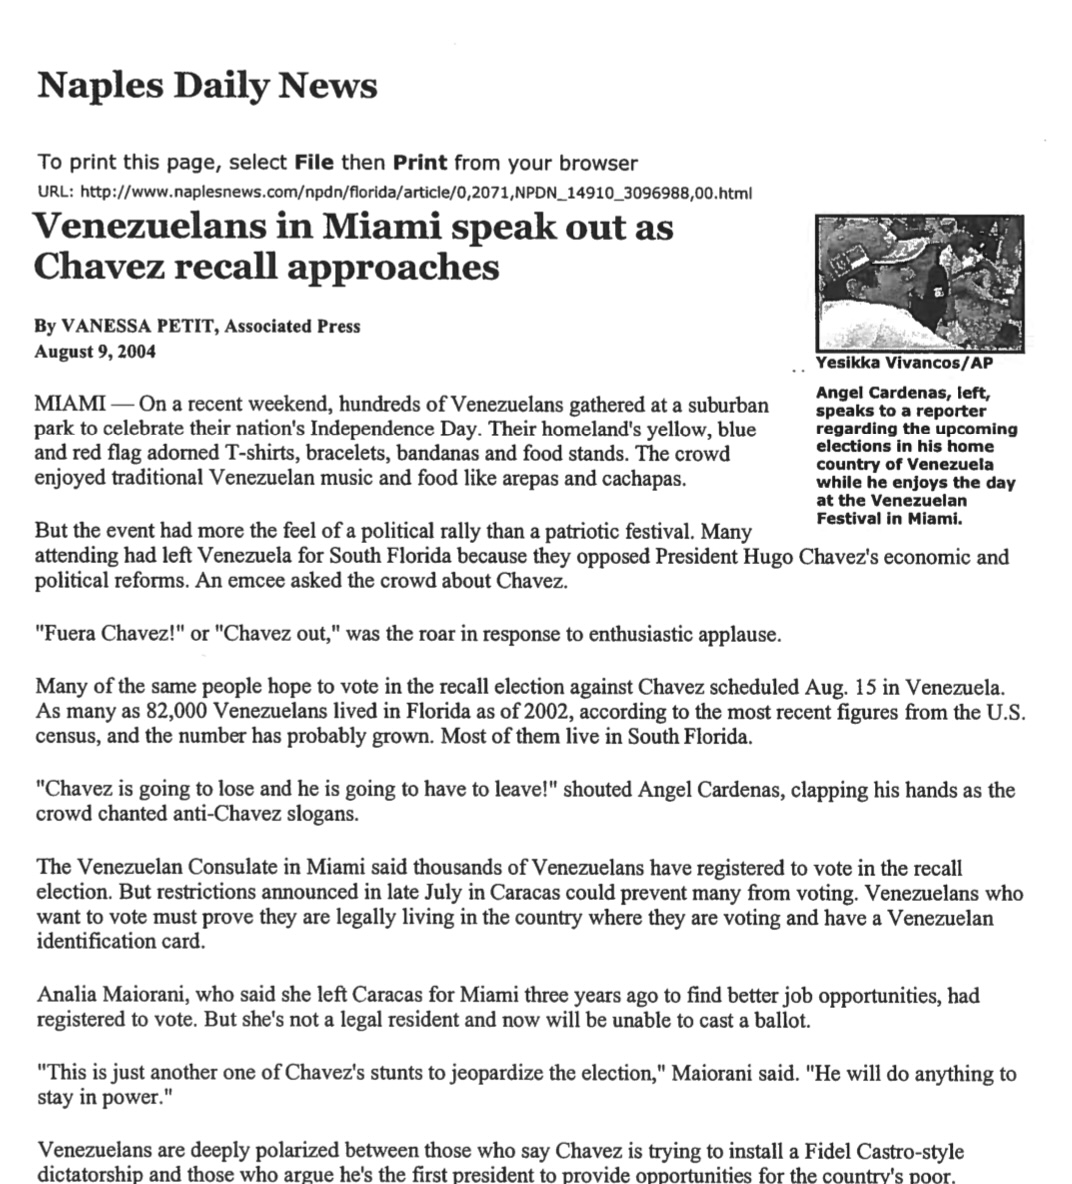 Naples Daily News
To print this page, select File then Print from your browser
URL: http://www.naplesnews.com/npdn/florida/article/0,2071,NPDN_14910_3096988,00.html
Venezuelans in Miami speak out as
Chavez recall approaches
By VANESSA PETIT, Associated Press
August 9, 2004
Yesikka Vivancos/AP
Angel Cardenas, left,
speaks to a reporter
regarding the upcoming
elections in his home
country of Venezuela
while he enjoys the day
at the Venezuelan
Festival in Miami.
MIAMI — On a recent weekend, hundreds of Venezuelans gathered at a suburban
park to celebrate their nation's Independence Day. Their homeland's yellow, blue
and red flag adorned T-shirts, bracelets, bandanas and food stands. The crowd
enjoyed traditional Venezuelan music and food like arepas and cachapas.
But the event had more the feel of a political rally than a patriotic festival. Many
attending had left Venezuela for South Florida because they opposed President Hugo Chavez's economic and
political reforms. An emcee asked the crowd about Chavez.
"Fuera Chavez!" or "Chavez out," was the roar in response to enthusiastic applause.
Many of the same people hope to vote in the recall election against Chavez scheduled Aug. 15 in Venezuela.
As many as 82,000 Venezuelans lived in Florida as of 2002, according to the most recent figures from the U.S.
census, and the number has probably grown. Most of them live in South Florida.
"Chavez is going to lose and he is going to have to leave!" shouted Angel Cardenas, clapping his hands as the
crowd chanted anti-Chavez slogans.
The Venezuelan Consulate in Miami said thousands of Venezuelans have registered to vote in the recall
election. But restrictions announced in late July in Caracas could prevent many from voting. Venezuelans who
want to vote must prove they are legally living in the country where they are voting and have a Venezuelan
identification card.
Analia Maiorani, who said she left Caracas for Miami three years ago to find better job opportunities, had
registered to vote. But she's not a legal resident and now will be unable to cast a ballot.
"This is just another one of Chavez's stunts to jeopardize the election," Maiorani said. "He will do anything to
stay in power."
Venezuelans are deeply polarized between those who say Chavez is trying to install a Fidel Castro-style
dictatorship and those who argue he's the first president to provide opportunities for the country's poor.